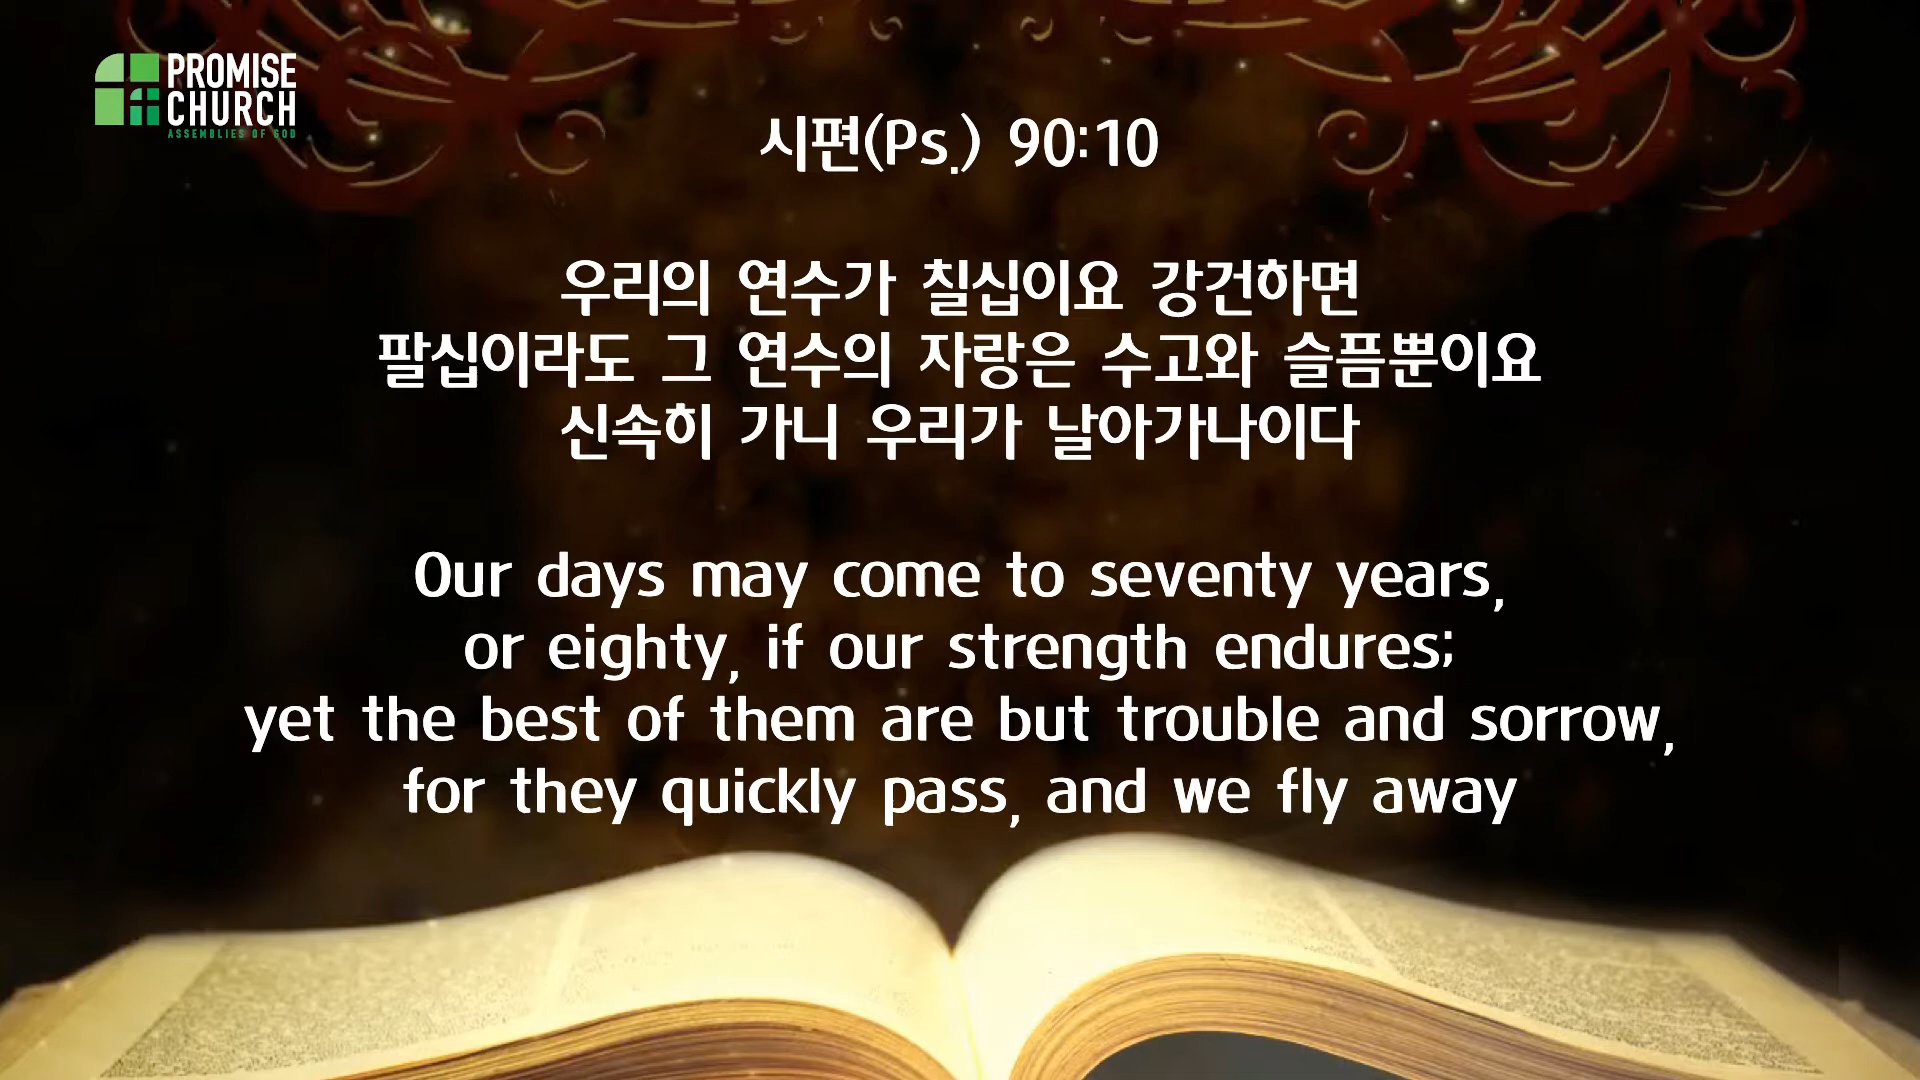 PROMISE
CHURCH
ASSEMBLIES OF GOD
시편(Ps.) 90:10
우리의 연수가 칠십이요 강건하면
팔십이라도 그 연수의 자랑은 수고와 슬픔뿐이요
신속히 가니 우리가 날아가나이다
Our days may come to seventy years,
or eighty, if our strength endures;
yet the best of them are but trouble and sorrow,
for they quickly pass, and we fly away